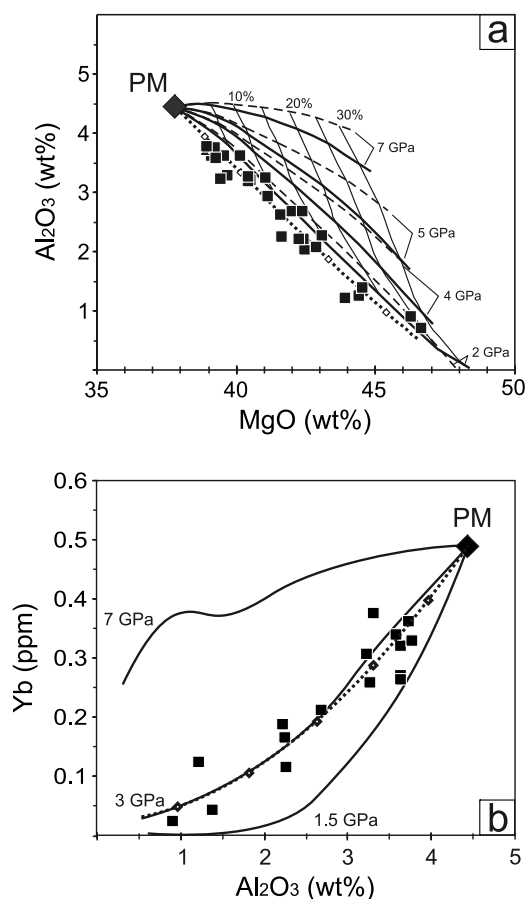 a
PM
10%
20%
30%
7 GPa
5 GPa
4 GPa
2 GPa
5
4
3
2
1
Al₂O₃ (wt%)
35 40 45 50
MgO (wt%)
0.6
0.5
0.4
0.3
0.2
0.1
Yb (ppm)
PM
7 GPa
3 GPa
1.5GPa
b
1 2 3 4 5
Al₂O₃ (wt%)